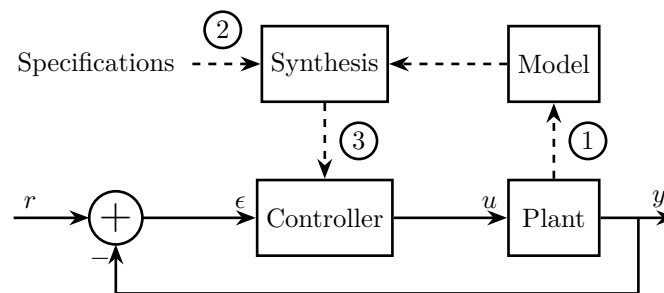 ②
Specifications
Synthesis
Model
③
①
r
+
−
ϵ
Controller
u
Plant
y